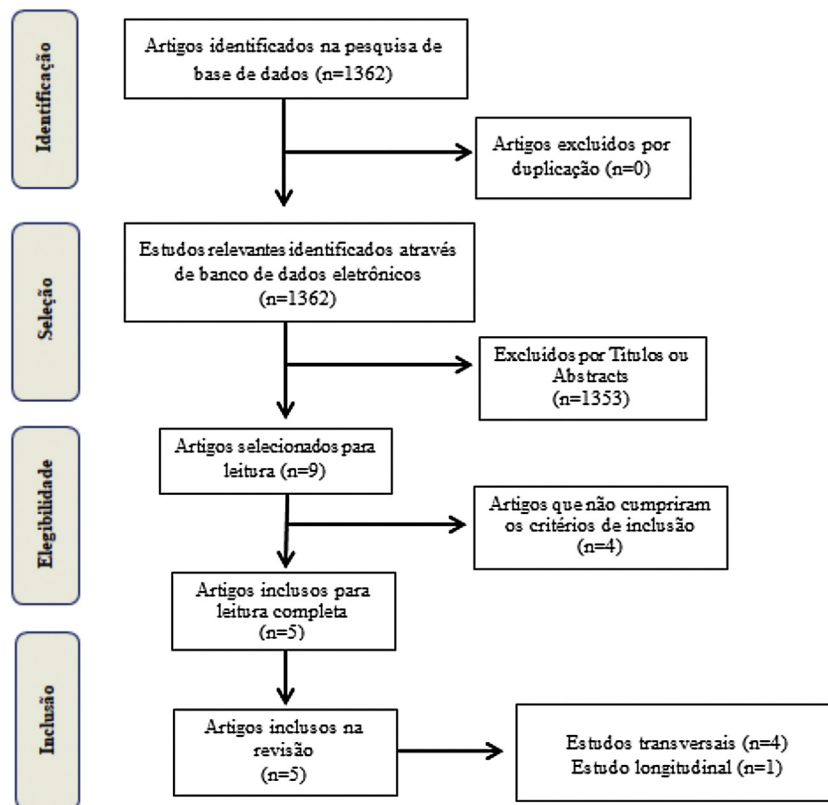 Identificação
Artigos identificados na pesquisa de
base de dados (n=1362)
Artigos excluídos por
duplicação (n=0)
Seleção
Estudos relevantes identificados através
de banco de dados eletrônicos
(n=1362)
Excluídos por Títulos ou
Abstracts
(n=1353)
Elegibilidade
Artigos selecionados para
leitura (n=9)
Artigos que não cumpriram
os critérios de inclusão
(n=4)
Artigos inclusos para
leitura completa
(n=5)
Inclusão
Artigos inclusos na
revisão
(n=5)
Estudos transversais (n=4)
Estudo longitudinal (n=1)